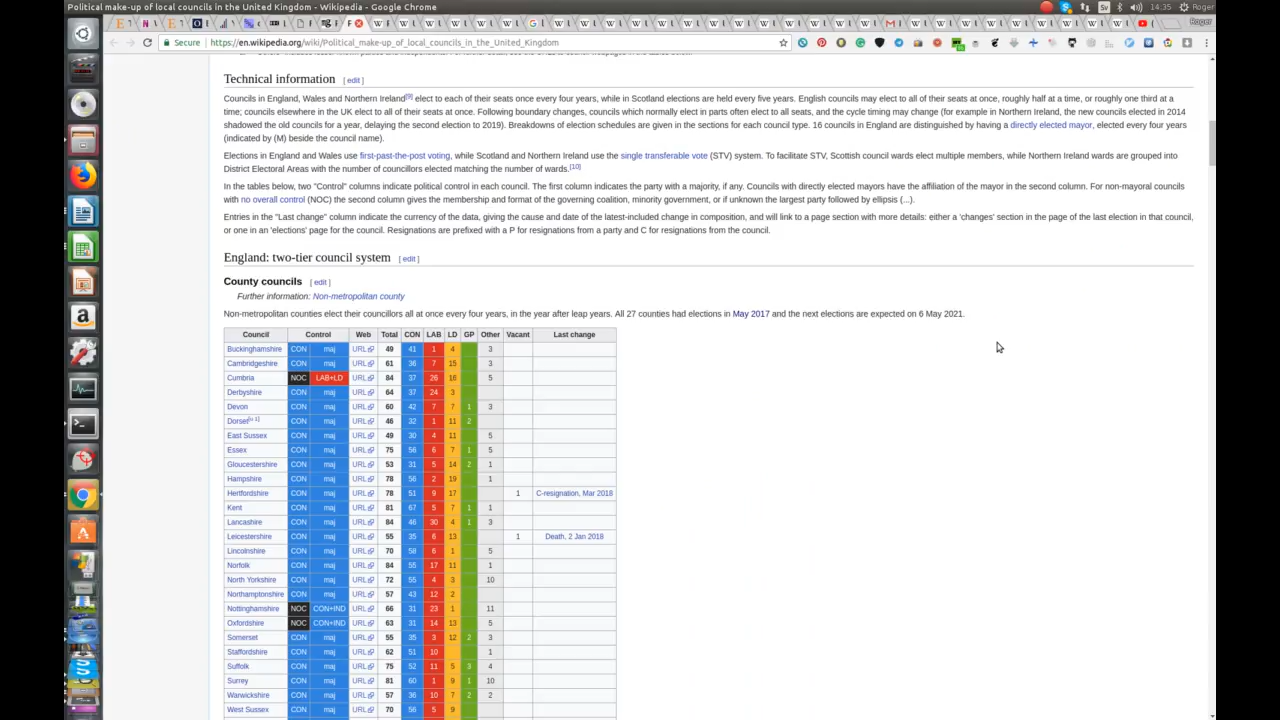 Political make-up of local councils in the United Kingdom - Wikipedia - Google Chrome
Sv
14:35
Roger
Roger
Secure
https://en.wikipedia.org/wiki/Political_make-up_of_local_councils_in_the_United_Kingdom
Technical information [ edit ]
Councils in England, Wales and Northern Ireland[9] elect to each of their seats once every four years, while in Scotland elections are held every five years. English councils may elect to all of their seats at once, roughly half at a time, or roughly one third at a
time; councils elsewhere in the UK elect to all of their seats at once. Following boundary changes, councils which normally elect in parts often elect to all seats, and the cycle timing may change (for example in Northern Ireland, the new councils elected in 2014
shadowed the old councils for a year, delaying the second election to 2019). Breakdowns of election schedules are given in the sections for each council type. 16 councils in England are distinguished by having a directly elected mayor, elected every four years
(indicated by (M) beside the council name).
Elections in England and Wales use first-past-the-post voting, while Scotland and Northern Ireland use the single transferable vote (STV) system. To facilitate STV, Scottish council wards elect multiple members, while Northern Ireland wards are grouped into
District Electoral Areas with the number of councillors elected matching the number of wards.[10]
In the tables below, two "Control" columns indicate political control in each council. The first column indicates the party with a majority, if any. Councils with directly elected mayors have the affiliation of the mayor in the second column. For non-mayoral councils
with no overall control (NOC) the second column gives the membership and format of the governing coalition, minority government, or if unknown the largest party followed by ellipsis (...).
Entries in the "Last change" column indicate the currency of the data, giving the cause and date of the latest-included change in composition, and will link to a page section with more details: either a 'changes' section in the page of the last election in that council,
or one in an 'elections' page for the council. Resignations are prefixed with a P for resignations from a party and C for resignations from the council.
England: two-tier council system [ edit ]
County councils [ edit ]
Further information: Non-metropolitan county
Non-metropolitan counties elect their councillors all at once every four years, in the year after leap years. All 27 counties had elections in May 2017 and the next elections are expected on 6 May 2021.
Council Control Web Total CON LAB LD GP Other Vacant Last change
Buckinghamshire CON maj URL 49 41 1 4 3
Cambridgeshire CON maj URL 61 36 7 15 3
Cumbria NOC LAB+LD URL 84 37 26 16 5
Derbyshire CON maj URL 64 37 24 3
Devon CON maj URL 60 42 7 7 1 3
Dorset[n 1] CON maj URL 46 32 1 11 2
East Sussex CON maj URL 49 30 4 11 5
Essex CON maj URL 75 56 6 7 1 5
Gloucestershire CON maj URL 53 31 5 14 2 1
Hampshire CON maj URL 78 56 2 19 1
Hertfordshire CON maj URL 78 51 9 17 1 C-resignation, Mar 2018
Kent CON maj URL 81 67 5 7 1 1
Lancashire CON maj URL 84 46 30 4 1 3
Leicestershire CON maj URL 55 35 6 13 1 Death, 2 Jan 2018
Lincolnshire CON maj URL 70 58 6 1 5
Norfolk CON maj URL 84 55 17 11 1
North Yorkshire CON maj URL 72 55 4 3 10
Northamptonshire CON maj URL 57 43 12 2
Nottinghamshire NOC CON+IND URL 66 31 23 1 11
Oxfordshire NOC CON+IND URL 63 31 14 13 5
Somerset CON maj URL 55 35 3 12 2 3
Staffordshire CON maj URL 62 51 10 1
Suffolk CON maj URL 75 52 11 5 3 4
Surrey CON maj URL 81 60 1 9 1 10
Warwickshire CON maj URL 57 36 10 7 2 2
West Sussex CON maj URL 70 56 5 9